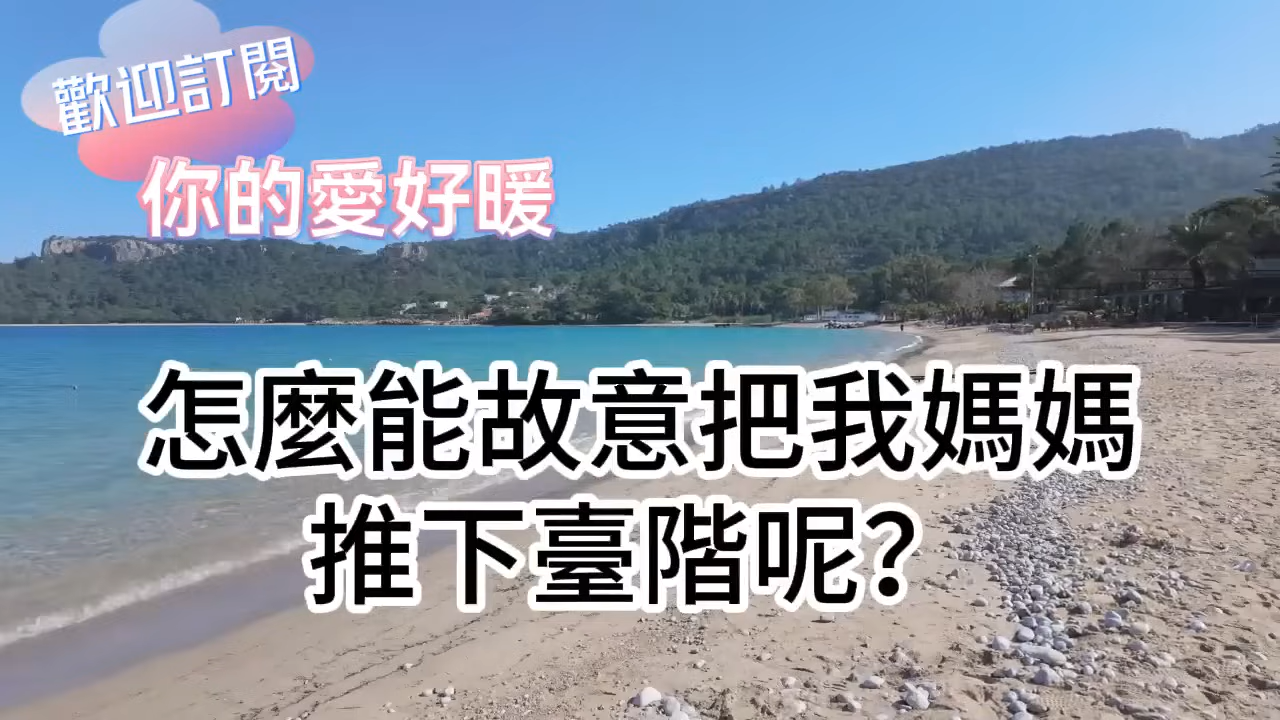 歡迎訂閱
你的愛好暖
怎麼能故意把我媽媽
推下臺階呢?